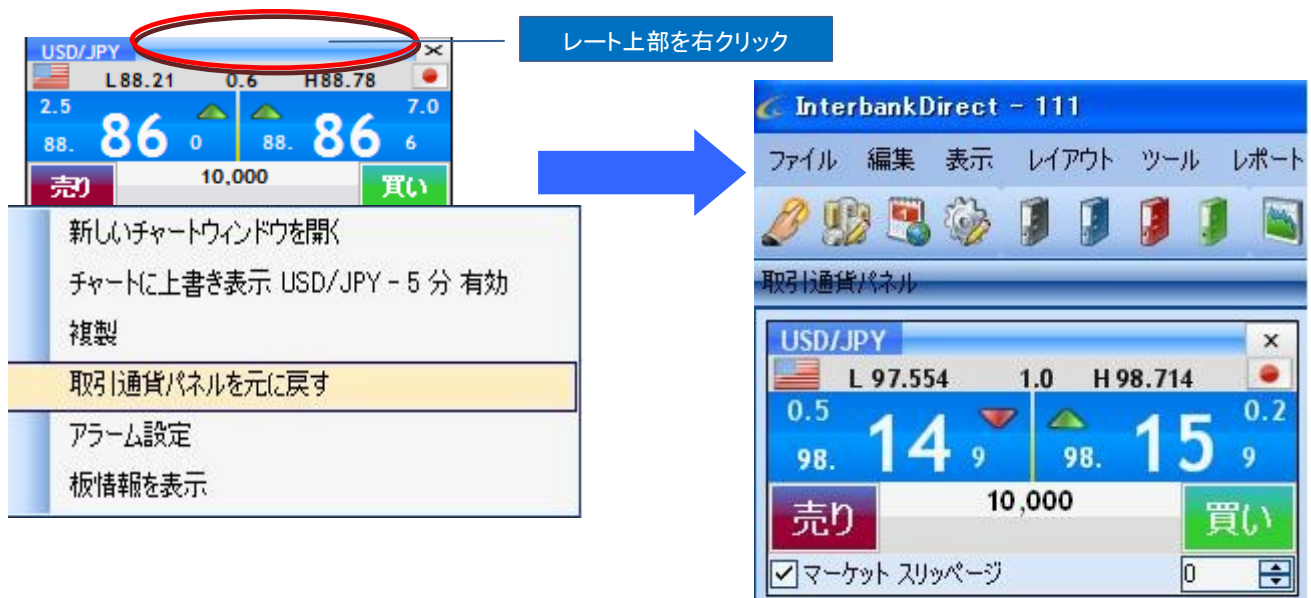 レート上部を右クリック
USD/JPY ×
L88.21 0.6 H88.78
2.5 7.0
88. 86 0 88. 86 6
売り 10,000 買い
新しいチャートウィンドウを開く
チャートに上書き表示 USD/JPY - 5 分 有効
複製
取引通貨パネルを元に戻す
アラーム設定
板情報を表示
InterbankDirect - 111
ファイル 編集 表示 レイアウト ツール レポート
取引通貨パネル
USD/JPY ×
L 97.554 1.0 H 98.714
0.5 0.2
98. 14 9 98. 15 9
売り 10,000 買い
マーケット スリッページ 0